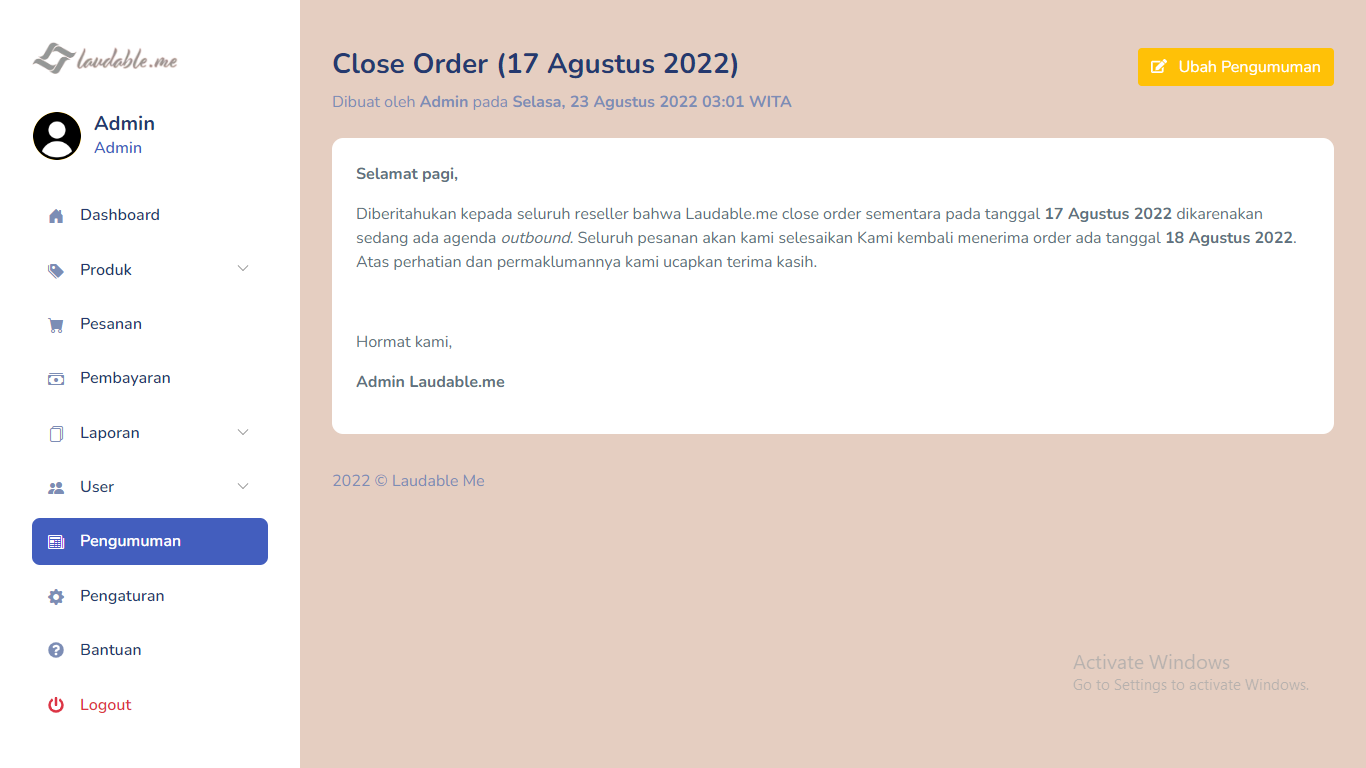 laudable.me
Admin
Admin
Dashboard
Produk
Pesanan
Pembayaran
Laporan
User
Pengumuman
Pengaturan
Bantuan
Logout
Close Order (17 Agustus 2022)
Ubah Pengumuman
Dibuat oleh Admin pada Selasa, 23 Agustus 2022 03:01 WITA
Selamat pagi,
Diberitahukan kepada seluruh reseller bahwa Laudable.me close order sementara pada tanggal 17 Agustus 2022 dikarenakan
sedang ada agenda outbound. Seluruh pesanan akan kami selesaikan Kami kembali menerima order ada tanggal 18 Agustus 2022.
Atas perhatian dan permaklumannya kami ucapkan terima kasih.
Hormat kami,
Admin Laudable.me
2022 © Laudable Me
Activate Windows
Go to Settings to activate Windows.